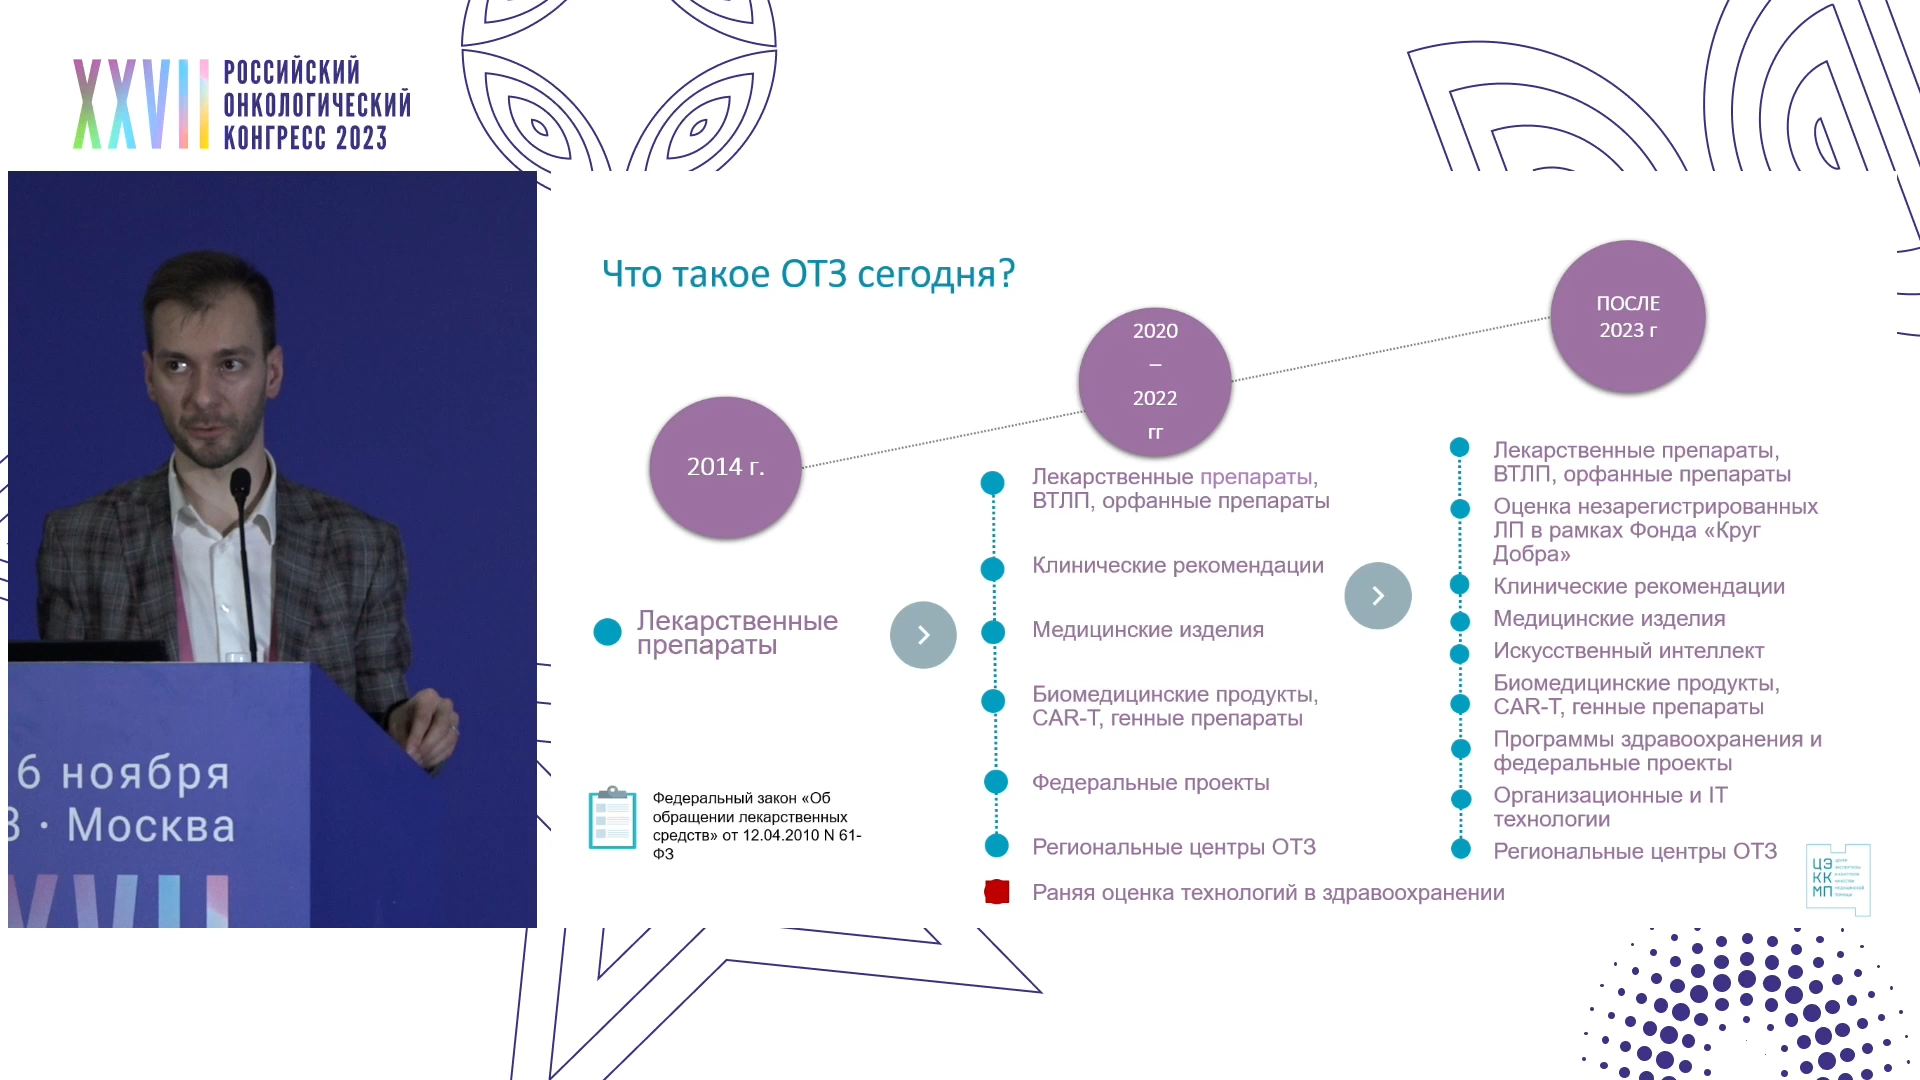 XXVII
РОССИЙСКИЙ
ОНКОЛОГИЧЕСКИЙ
КОНГРЕСС 2023
6 ноября
3 · Москва
XVII
Что такое ОТЗ сегодня?
2014 г.
Лекарственные
препараты
Федеральный закон «Об
обращении лекарственных
средств» от 12.04.2010 N 61-
ФЗ
2020
–
2022
гг
Лекарственные препараты,
ВТЛП, орфанные препараты
Клинические рекомендации
Медицинские изделия
Биомедицинские продукты,
CAR-T, генные препараты
Федеральные проекты
Региональные центры ОТЗ
Раняя оценка технологий в здравоохранении
ПОСЛЕ
2023 г
Лекарственные препараты,
ВТЛП, орфанные препараты
Оценка незарегистрированных
ЛП в рамках Фонда «Круг
Добра»
Клинические рекомендации
Медицинские изделия
Искусственный интеллект
Биомедицинские продукты,
CAR-T, генные препараты
Программы здравоохранения и
федеральные проекты
Организационные и IT
технологии
Региональные центры ОТЗ
ЦЭ
КК
МП